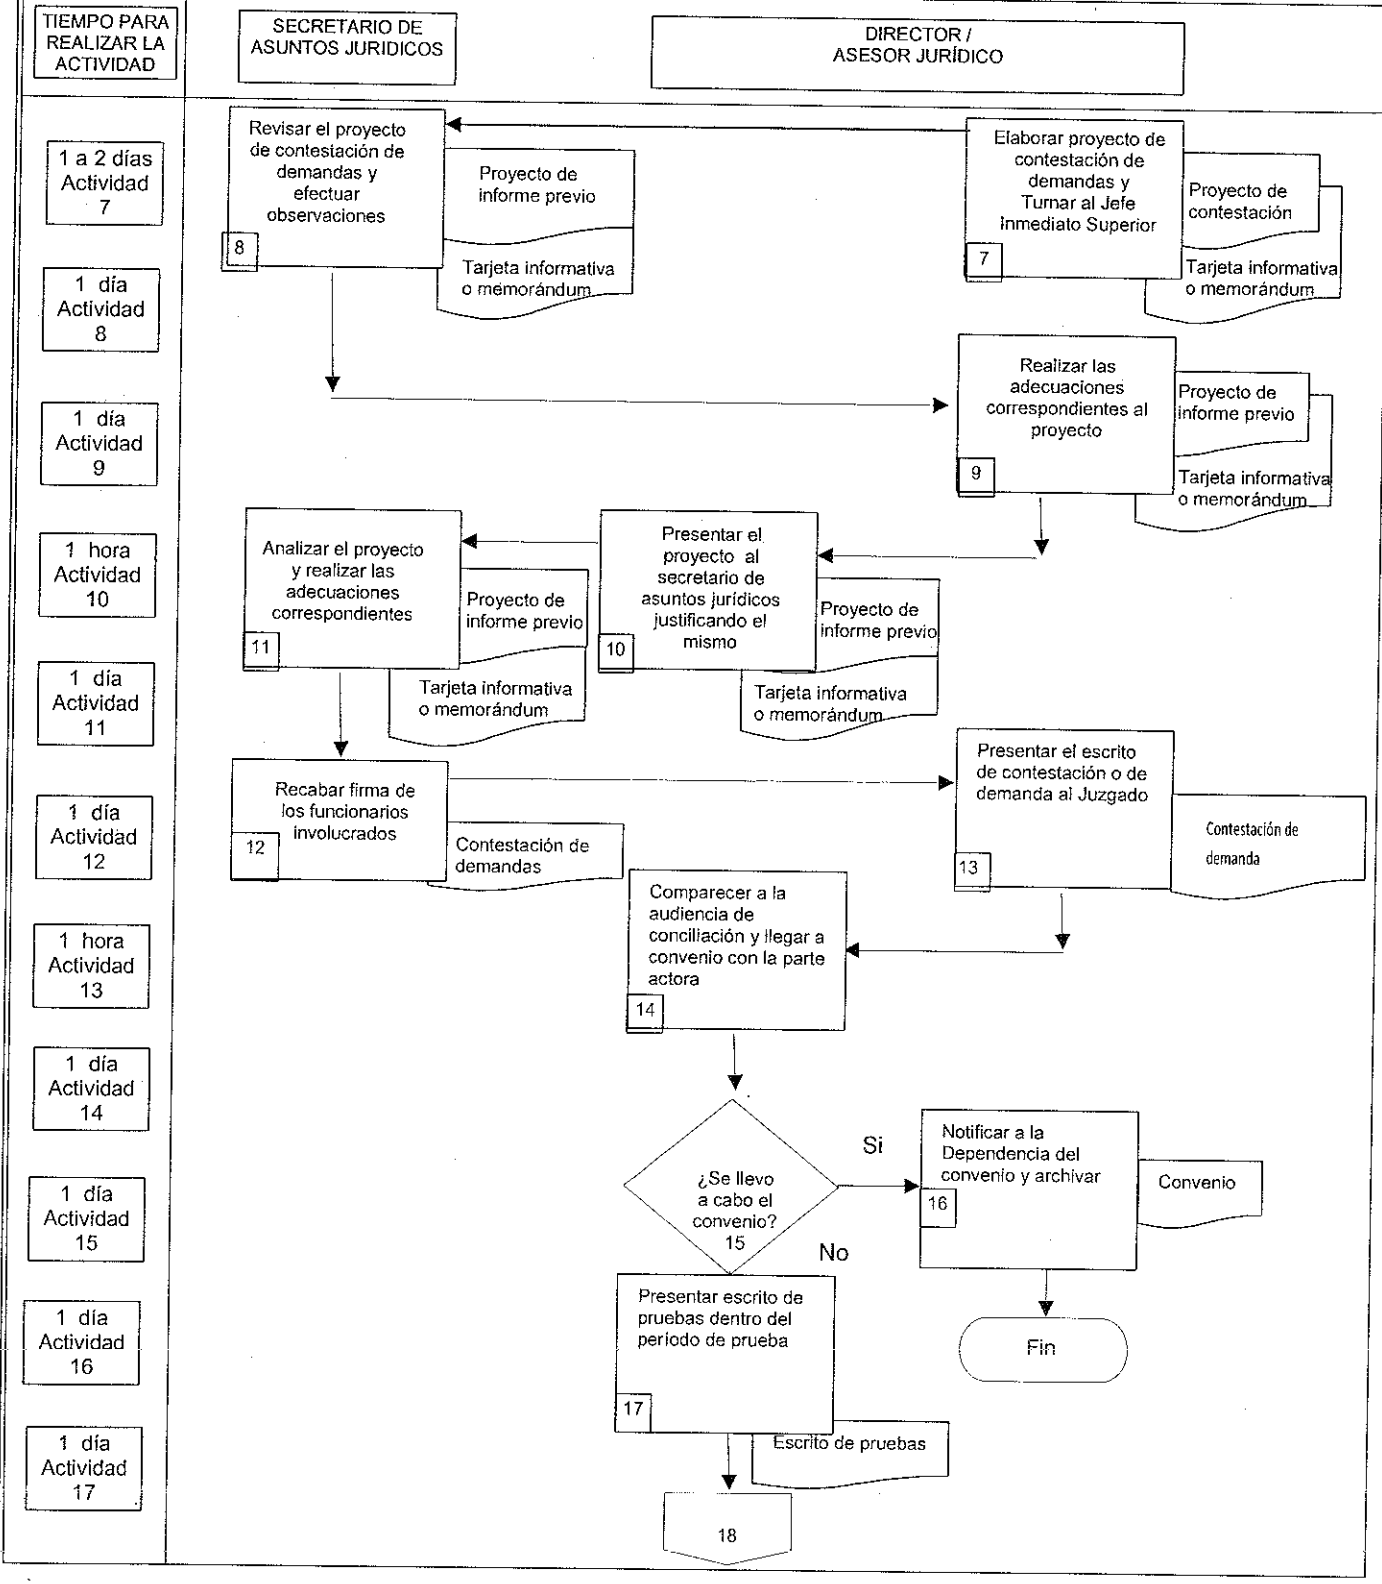 TIEMPO PARA
REALIZAR LA
ACTIVIDAD
SECRETARIO DE
ASUNTOS JURIDICOS
DIRECTOR /
ASESOR JURÍDICO
1 a 2 días
Actividad
7
Revisar el proyecto
de contestación de
demandas y
efectuar
observaciones
8
Proyecto de
informe previo
Tarjeta informativa
o memorándum
Elaborar proyecto de
contestación de
demandas y
Turnar al Jefe
Inmediato Superior
7
Proyecto de
contestación
Tarjeta informativa
o memorándum
1 día
Actividad
8
Realizar las
adecuaciones
correspondientes al
proyecto
9
Proyecto de
informe previo
Tarjeta informativa
o memorándum
1 día
Actividad
9
1 hora
Actividad
10
Analizar el proyecto
y realizar las
adecuaciones
correspondientes
11
Proyecto de
informe previo
Tarjeta informativa
o memorándum
Presentar el
proyecto al
secretario de
asuntos jurídicos
justificando el
mismo
10
Proyecto de
informe previo
Tarjeta informativa
o memorándum
1 día
Actividad
11
Recabar firma de
los funcionarios
involucrados
12
Contestación de
demandas
Presentar el escrito
de contestación o de
demanda al Juzgado
13
Contestación de
demanda
1 día
Actividad
12
Comparecer a la
audiencia de
conciliación y llegar a
convenio con la parte
actora
14
1 hora
Actividad
13
1 día
Actividad
14
¿Se llevo
a cabo el
convenio?
15
Si
No
Notificar a la
Dependencia del
convenio y archivar
16
Convenio
1 día
Actividad
15
Presentar escrito de
pruebas dentro del
período de prueba
17
Escrito de pruebas
Fin
1 día
Actividad
16
1 día
Actividad
17
18